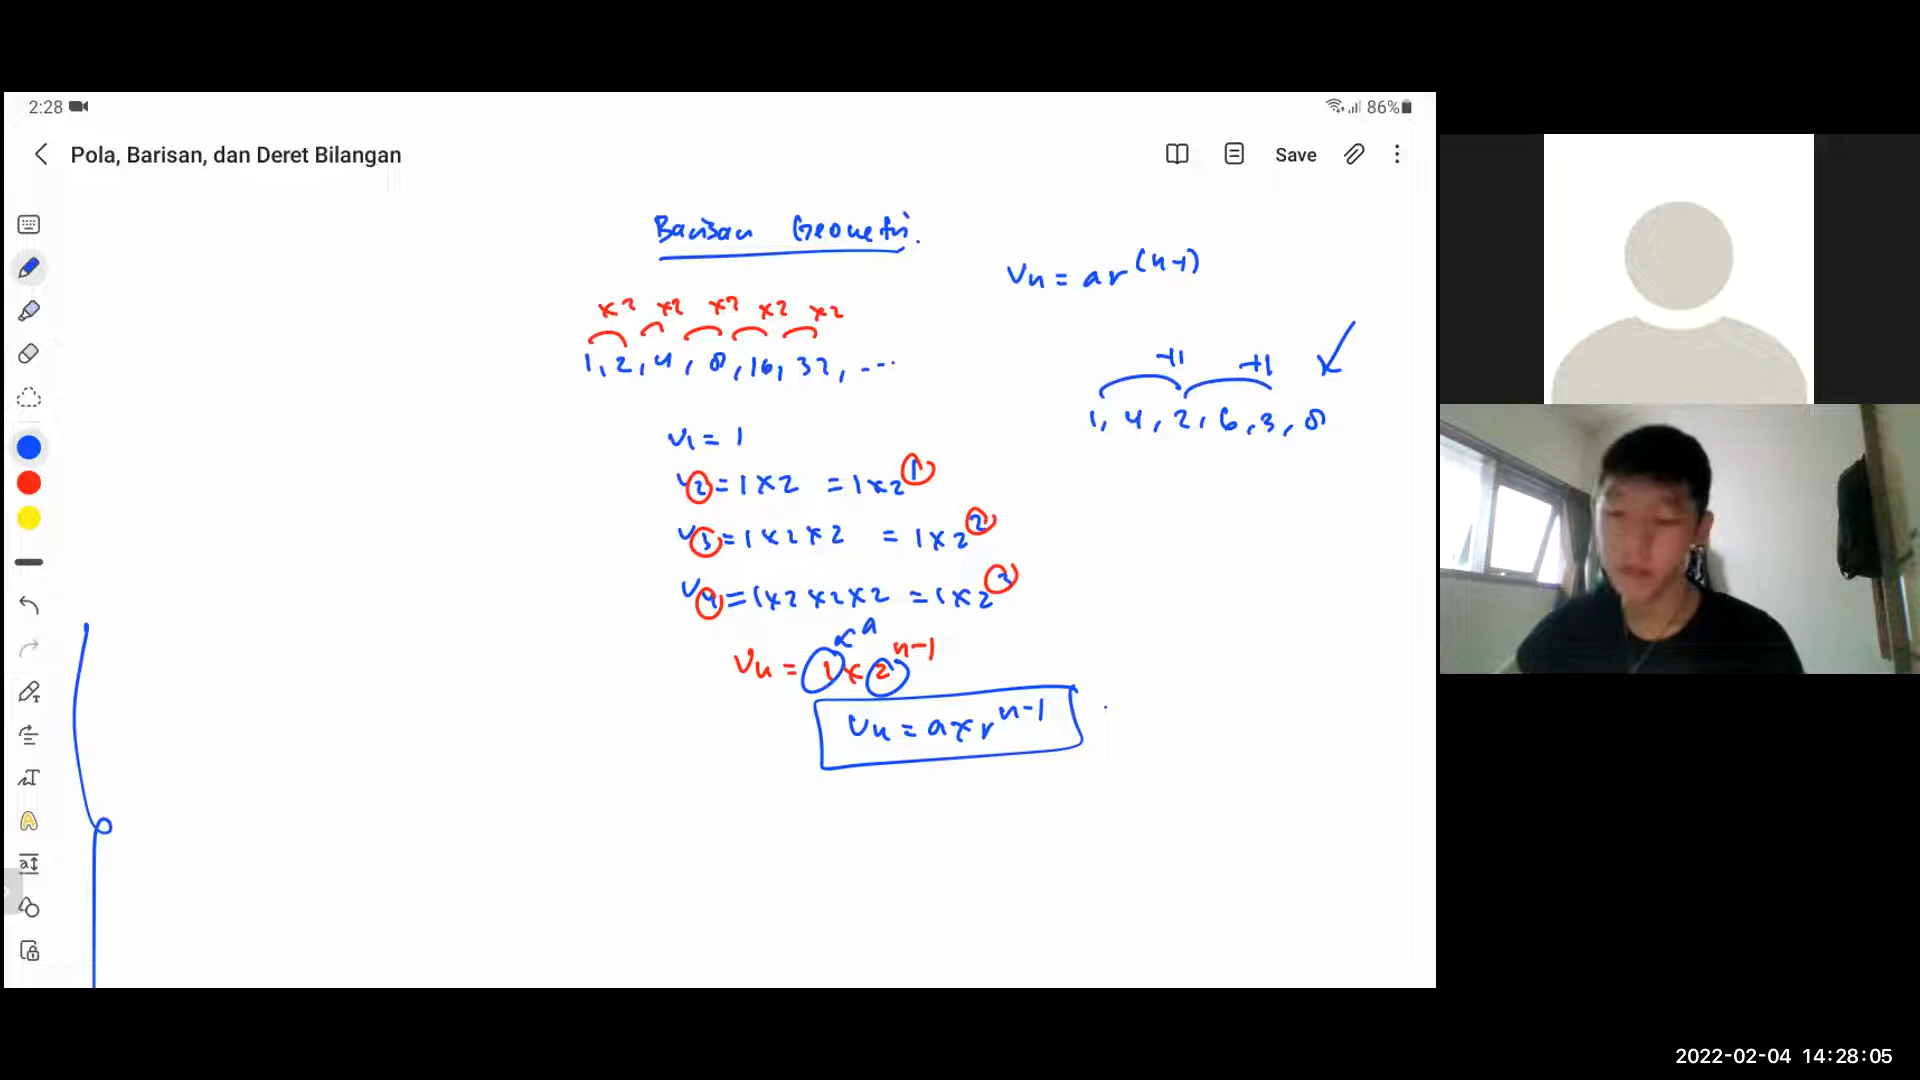 2:28
86%
Pola, Barisan, dan Deret Bilangan
Save
Barisan Geometri.
Un = ar^(n-1)
x2 x2 x2 x2 x2
1, 2, 4, 8, 16, 32, ...
+1 +1 ✓
1, 4, 2, 6, 3, 8
U1 = 1
U2 = 1 x 2 = 1 x 2^1
U3 = 1 x 2 x 2 = 1 x 2^2
U4 = 1 x 2 x 2 x 2 = 1 x 2^3
Un = 1 x 2^n-1
Un = a x r^n-1
2022-02-04 14:28:05